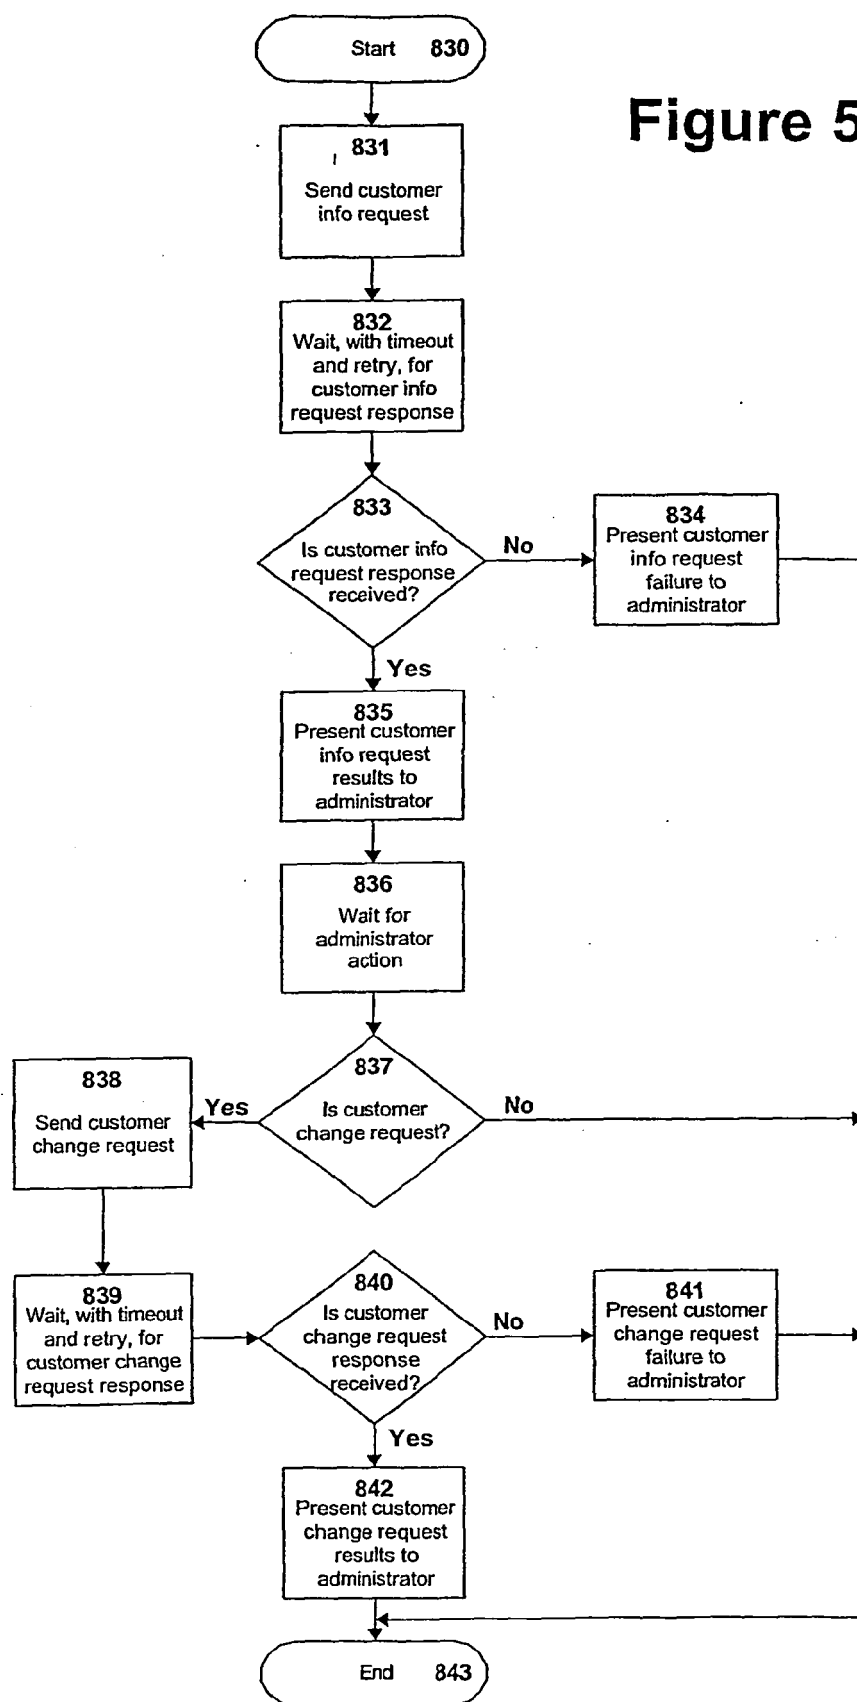 Start 830
Figure 5
831
Send customer
info request
832
Wait, with timeout
and retry, for
customer info
request response
833
Is customer info
request response
received?
No
834
Present customer
info request
failure to
administrator
Yes
835
Present customer
info request
results to
administrator
836
Wait for
administrator
action
837
Is customer
change request?
Yes
No
838
Send customer
change request
839
Wait, with timeout
and retry, for
customer change
request response
840
Is customer
change request
response
received?
No
841
Present customer
change request
failure to
administrator
Yes
842
Present customer
change request
results to
administrator
End 843